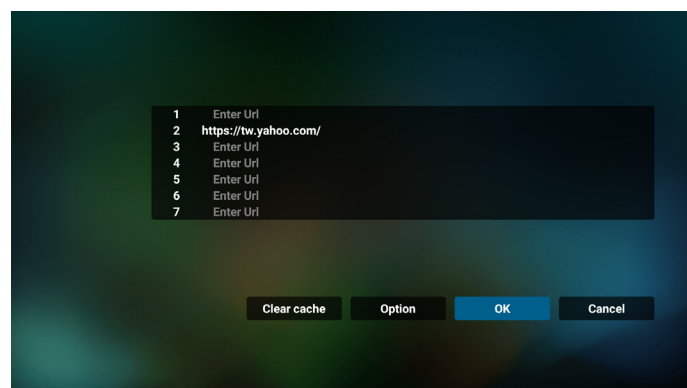 1 Enter Url
2 https://tw.yahoo.com/
3 Enter Url
4 Enter Url
5 Enter Url
6 Enter Url
7 Enter Url
Clear cache Option OK Cancel